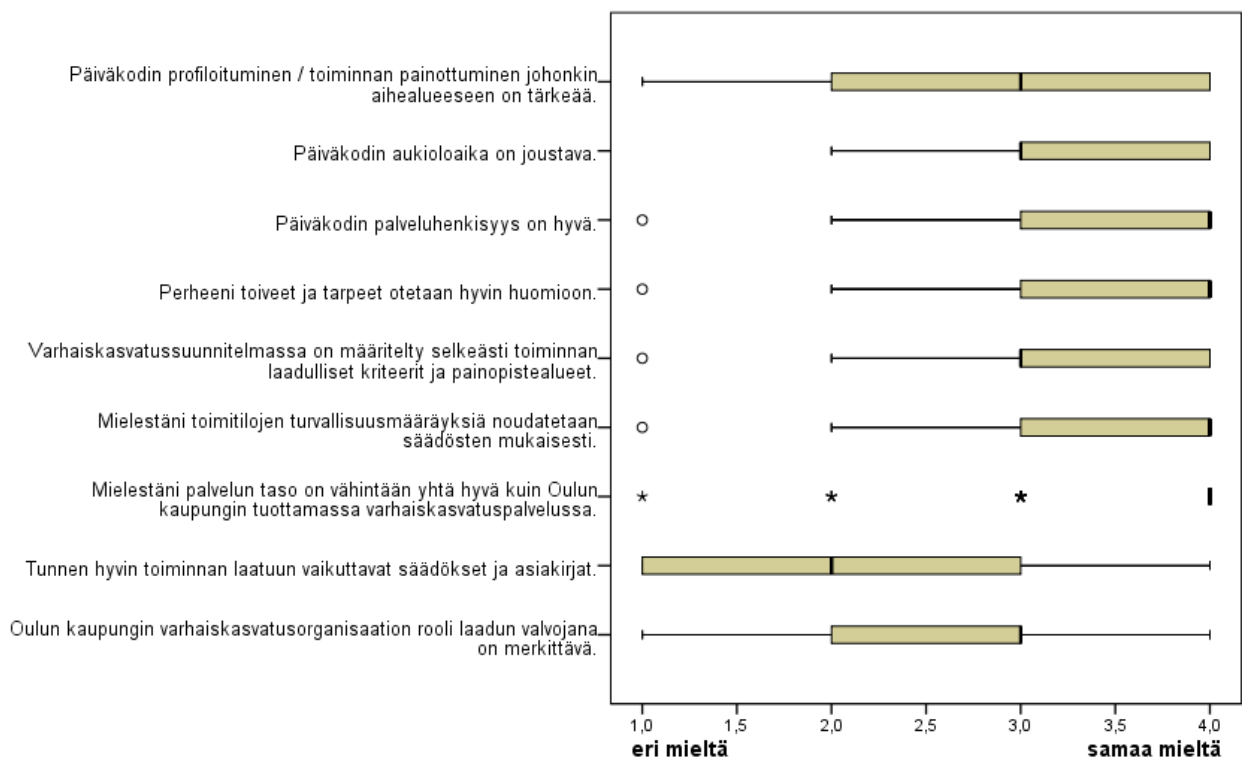 Päiväkodin profiloituminen / toiminnan painottuminen johonkin
aihealueeseen on tärkeää.
Päiväkodin aukioloaika on joustava.
Päiväkodin palveluhenkisyys on hyvä.
Perheeni toiveet ja tarpeet otetaan hyvin huomioon.
Varhaiskasvatussuunnitelmassa on määritelty selkeästi toiminnan
laadulliset kriteerit ja painopistealueet.
Mielestäni toimitilojen turvallisuusmääräyksiä noudatetaan
säädösten mukaisesti.
Mielestäni palvelun taso on vähintään yhtä hyvä kuin Oulun
kaupungin tuottamassa varhaiskasvatuspalvelussa.
Tunnen hyvin toiminnan laatuun vaikuttavat säädökset ja asiakirjat.
Oulun kaupungin varhaiskasvatusorganisaation rooli laadun valvojana
on merkittävä.
1,0 1,5 2,0 2,5 3,0 3,5 4,0
eri mieltä samaa mieltä